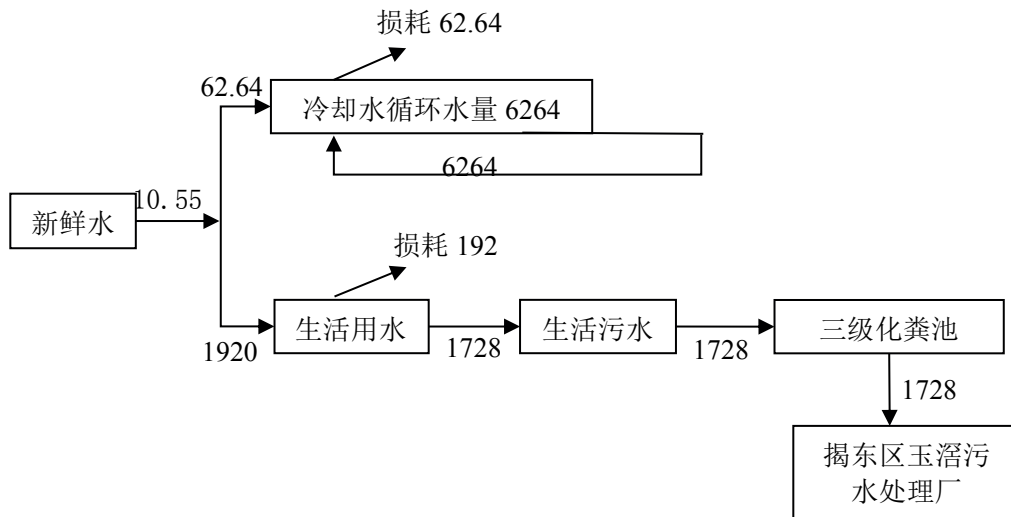 损耗 62.64
62.64
冷却水循环水量 6264
6264
10.55
新鲜水
损耗 192
生活用水
生活污水
三级化粪池
1920
1728
1728
1728
揭东区玉滘污
水处理厂